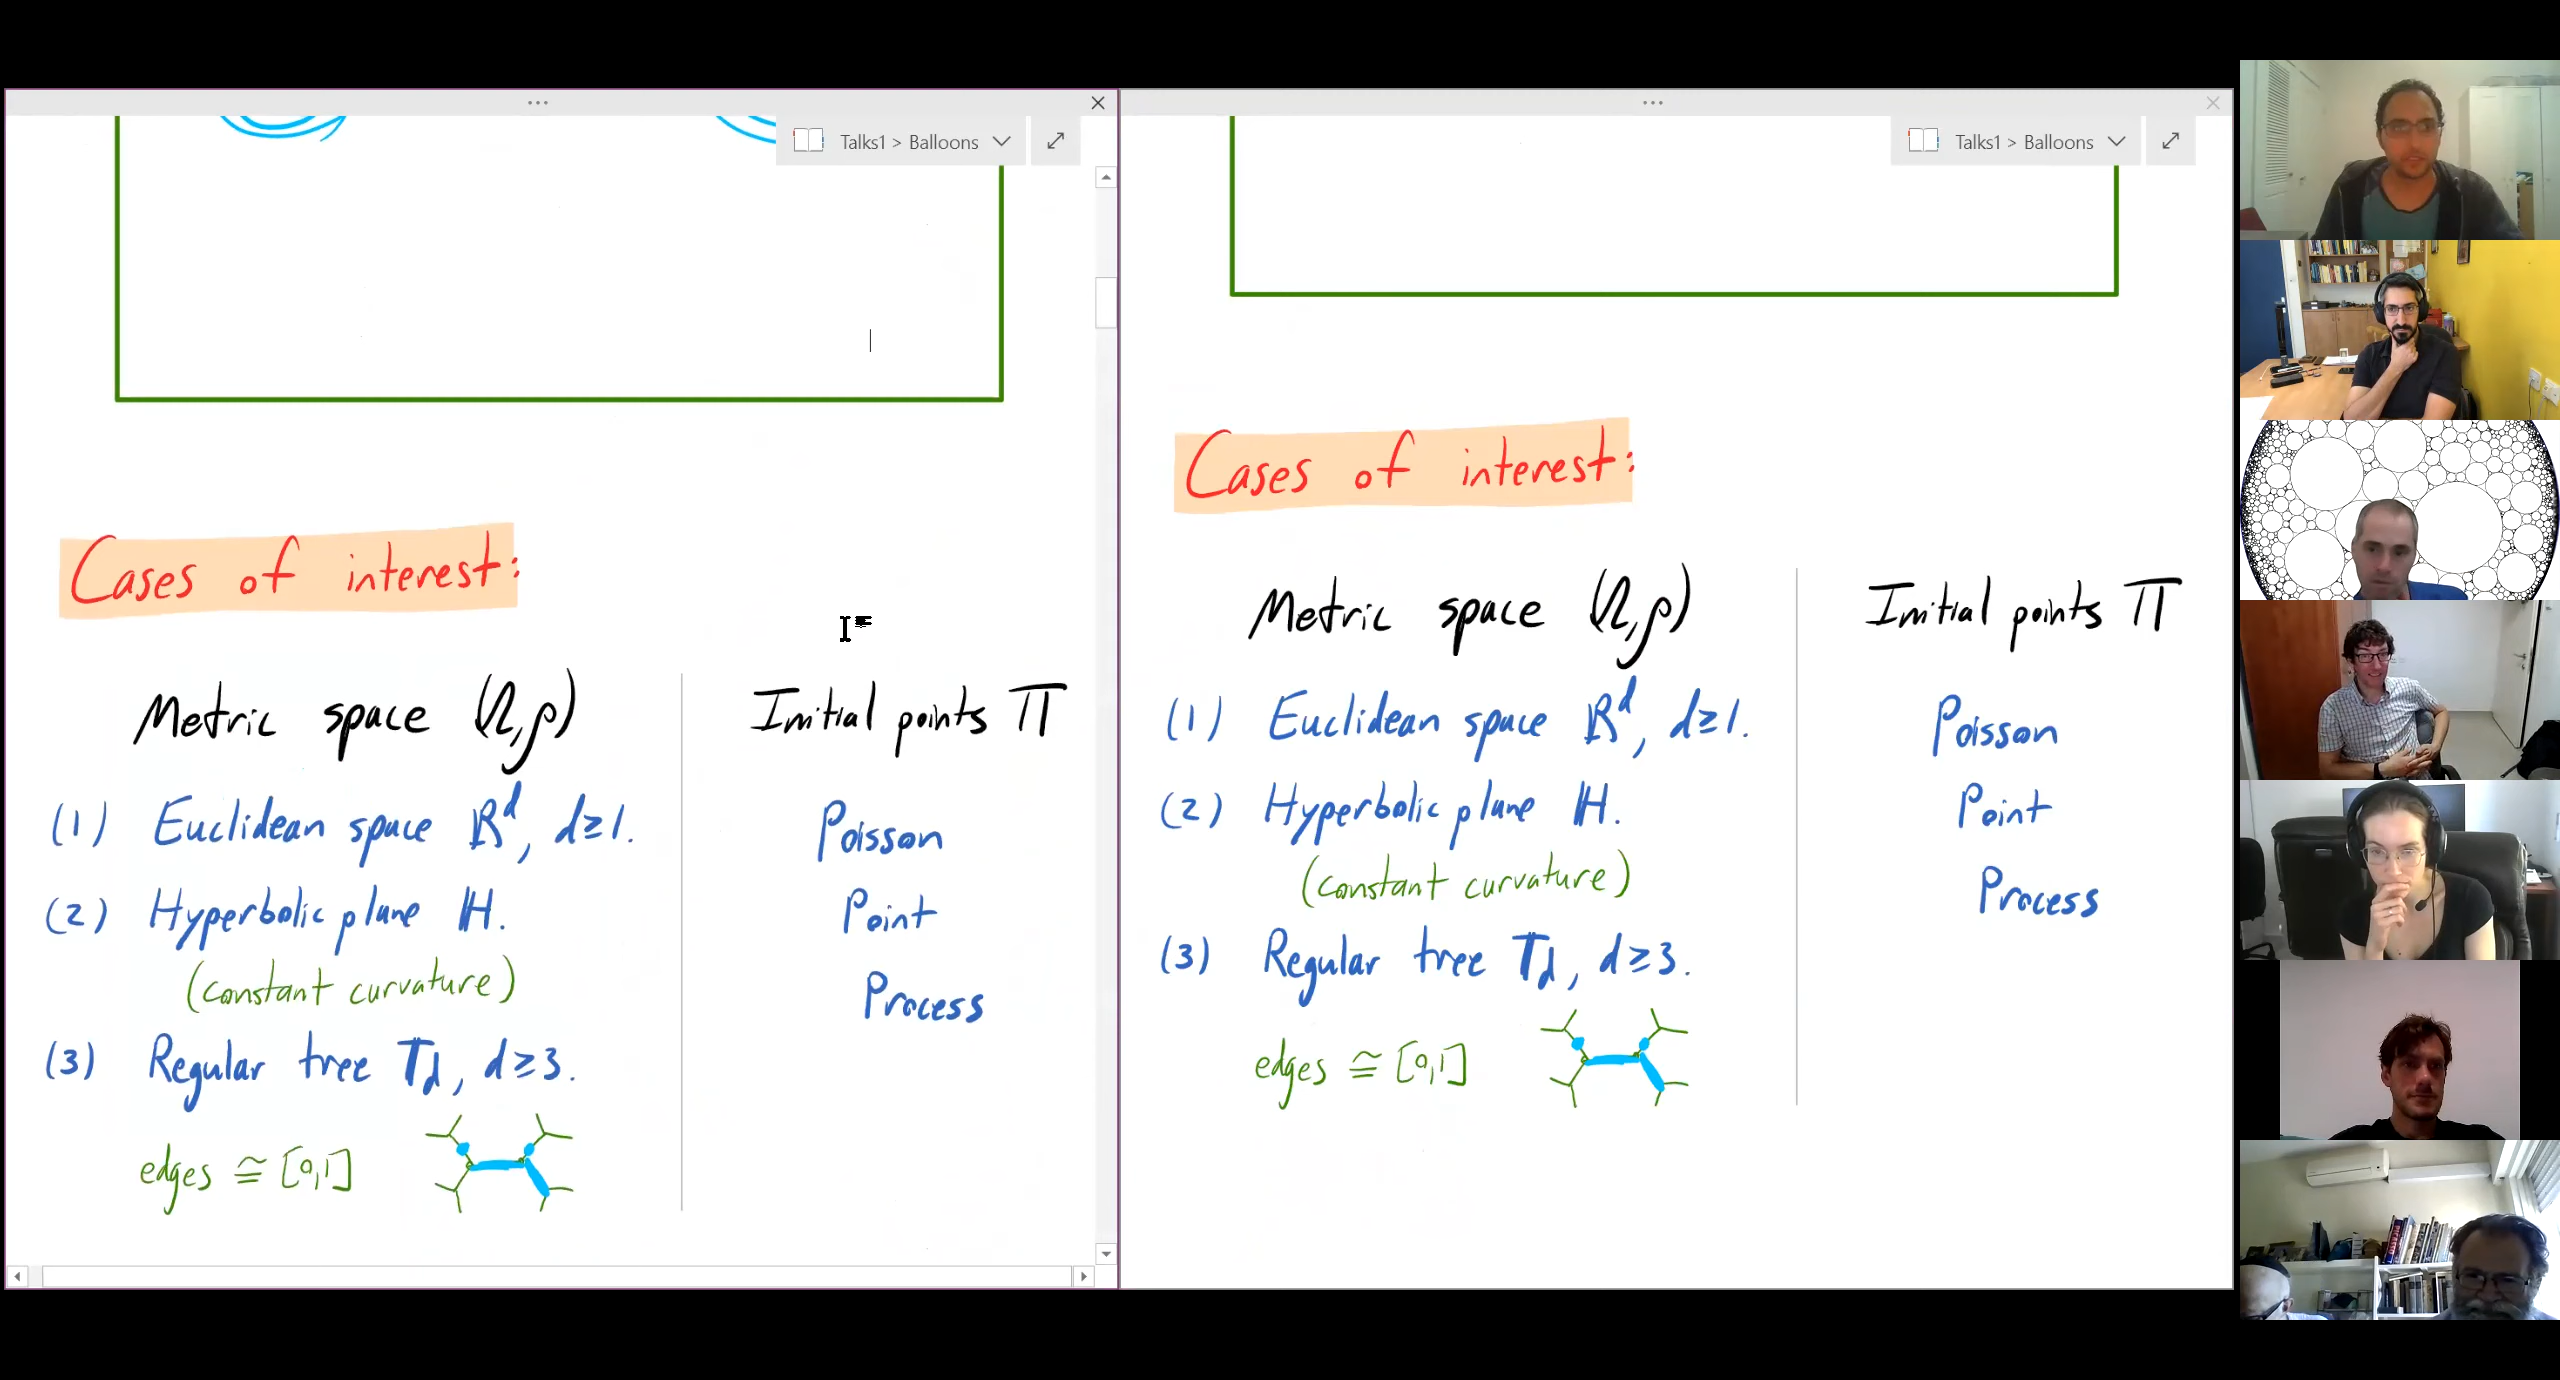 Talks1 > Balloons
Cases of interest:
Metric space (Ω,ρ)
Initial points Π
(1) Euclidean space ℝᵈ, d≥1.
Poisson
(2) Hyperbolic plane ℍ.
Point
(constant curvature)
Process
(3) Regular tree T_d, d≥3.
edges ≅ [0,1]
Talks1 > Balloons
Cases of interest:
Metric space (Ω,ρ)
Initial points Π
(1) Euclidean space ℝᵈ, d≥1.
Poisson
(2) Hyperbolic plane ℍ.
Point
(constant curvature)
Process
(3) Regular tree T_d, d≥3.
edges ≅ [0,1]